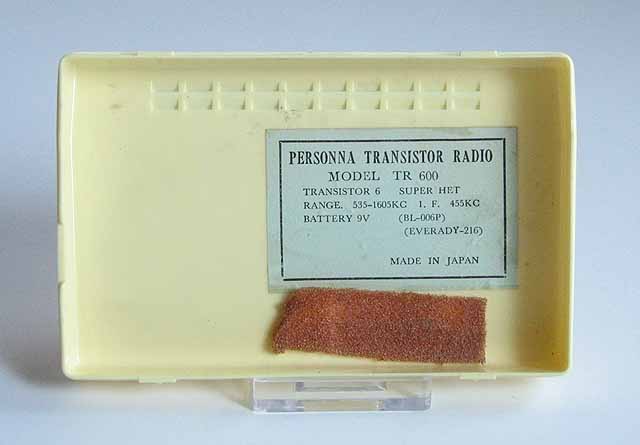 PERSONNA TRANSISTOR RADIO
MODEL TR 600
TRANSISTOR 6 SUPER HET
RANGE. 535-1605KC I. F. 455KC
BATTERY 9V (BL-006P)
(EVERADY-216)
MADE IN JAPAN